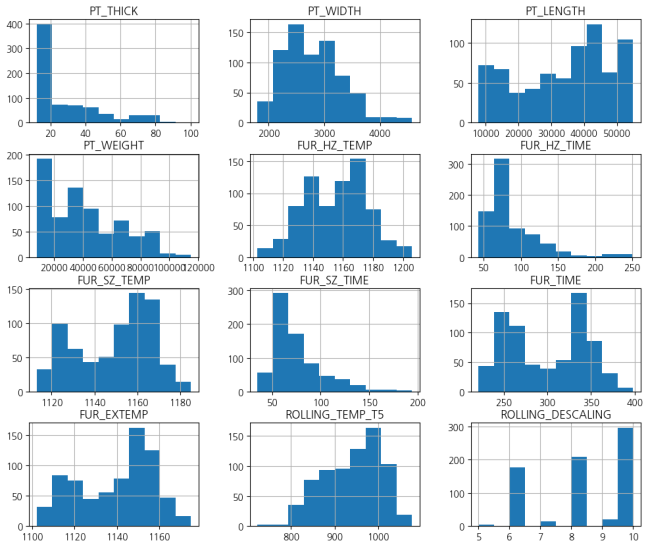 PT_THICK PT_WIDTH PT_LENGTH
400 300 200 100 0
20 40 60 80 100
150 100 50 0
2000 3000 4000
100 50 0
10000 20000 30000 40000 50000
PT_WEIGHT FUR_HZ_TEMP FUR_HZ_TIME
200 150 100 50 0
20000 40000 60000 80000 100000 120000
150 100 50 0
1100 1120 1140 1160 1180 1200
300 200 100 0
50 100 150 200 250
FUR_SZ_TEMP FUR_SZ_TIME FUR_TIME
150 100 50 0
1120 1140 1160 1180
300 200 100 0
50 100 150 200
150 100 50 0
250 300 350 400
FUR_EXTEMP ROLLING_TEMP_T5 ROLLING_DESCALING
150 100 50 0
1100 1120 1140 1160
150 100 50 0
800 900 1000
300 200 100 0
5 6 7 8 9 10